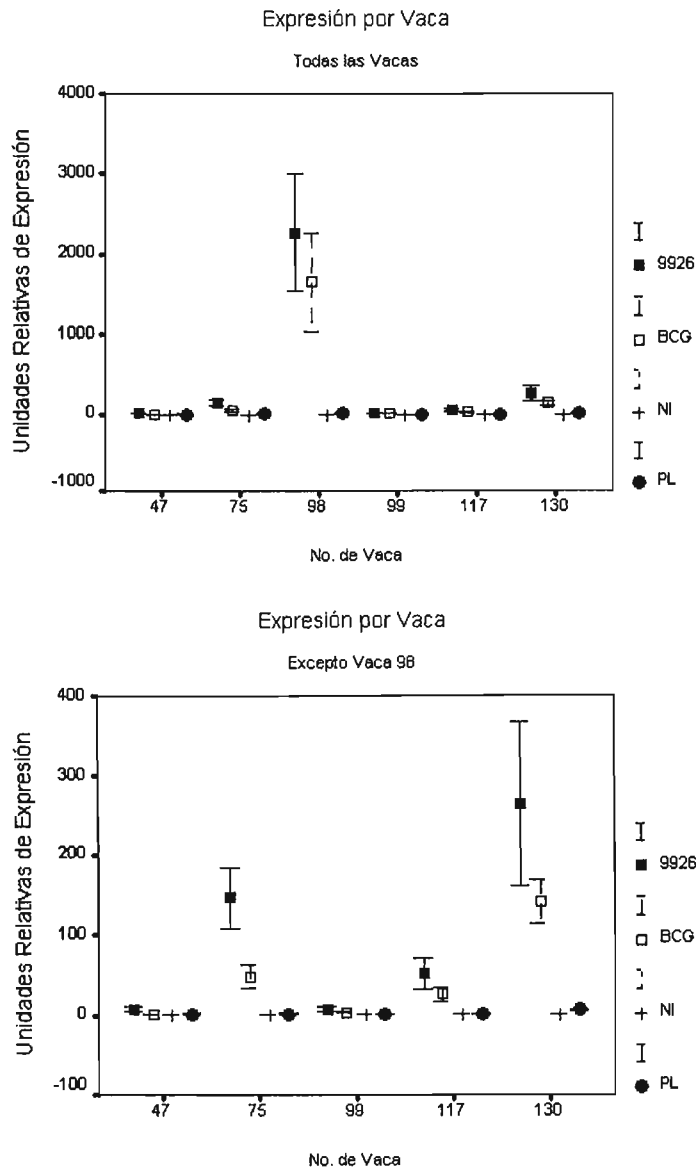 Expresión por Vaca
Todas las Vacas
Unidades Relativas de Expresión
4000
3000
2000
1000
0
-1000
47 75 98 99 117 130
No. de Vaca
9926
BCG
NI
PL
Expresión por Vaca
Excepto Vaca 98
Unidades Relativas de Expresión
400
300
200
100
0
-100
47 75 99 117 130
No. de Vaca
9926
BCG
NI
PL